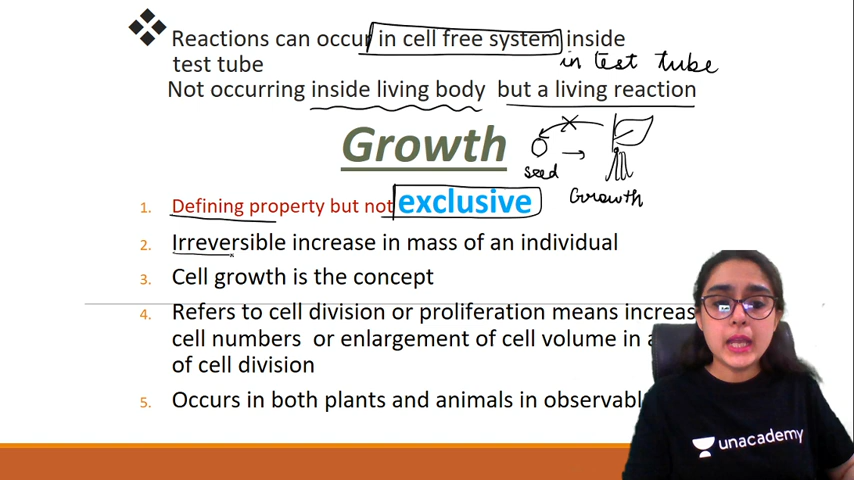 Reactions can occur in cell free system inside
in test tube
test tube
Not occurring inside living body but a living reaction
Growth
seed
Growth
1. Defining property but not exclusive
2. Irreversible increase in mass of an individual
3. Cell growth is the concept
4. Refers to cell division or proliferation means increas
cell numbers or enlargement of cell volume in a
of cell division
5. Occurs in both plants and animals in observabl
unacademy